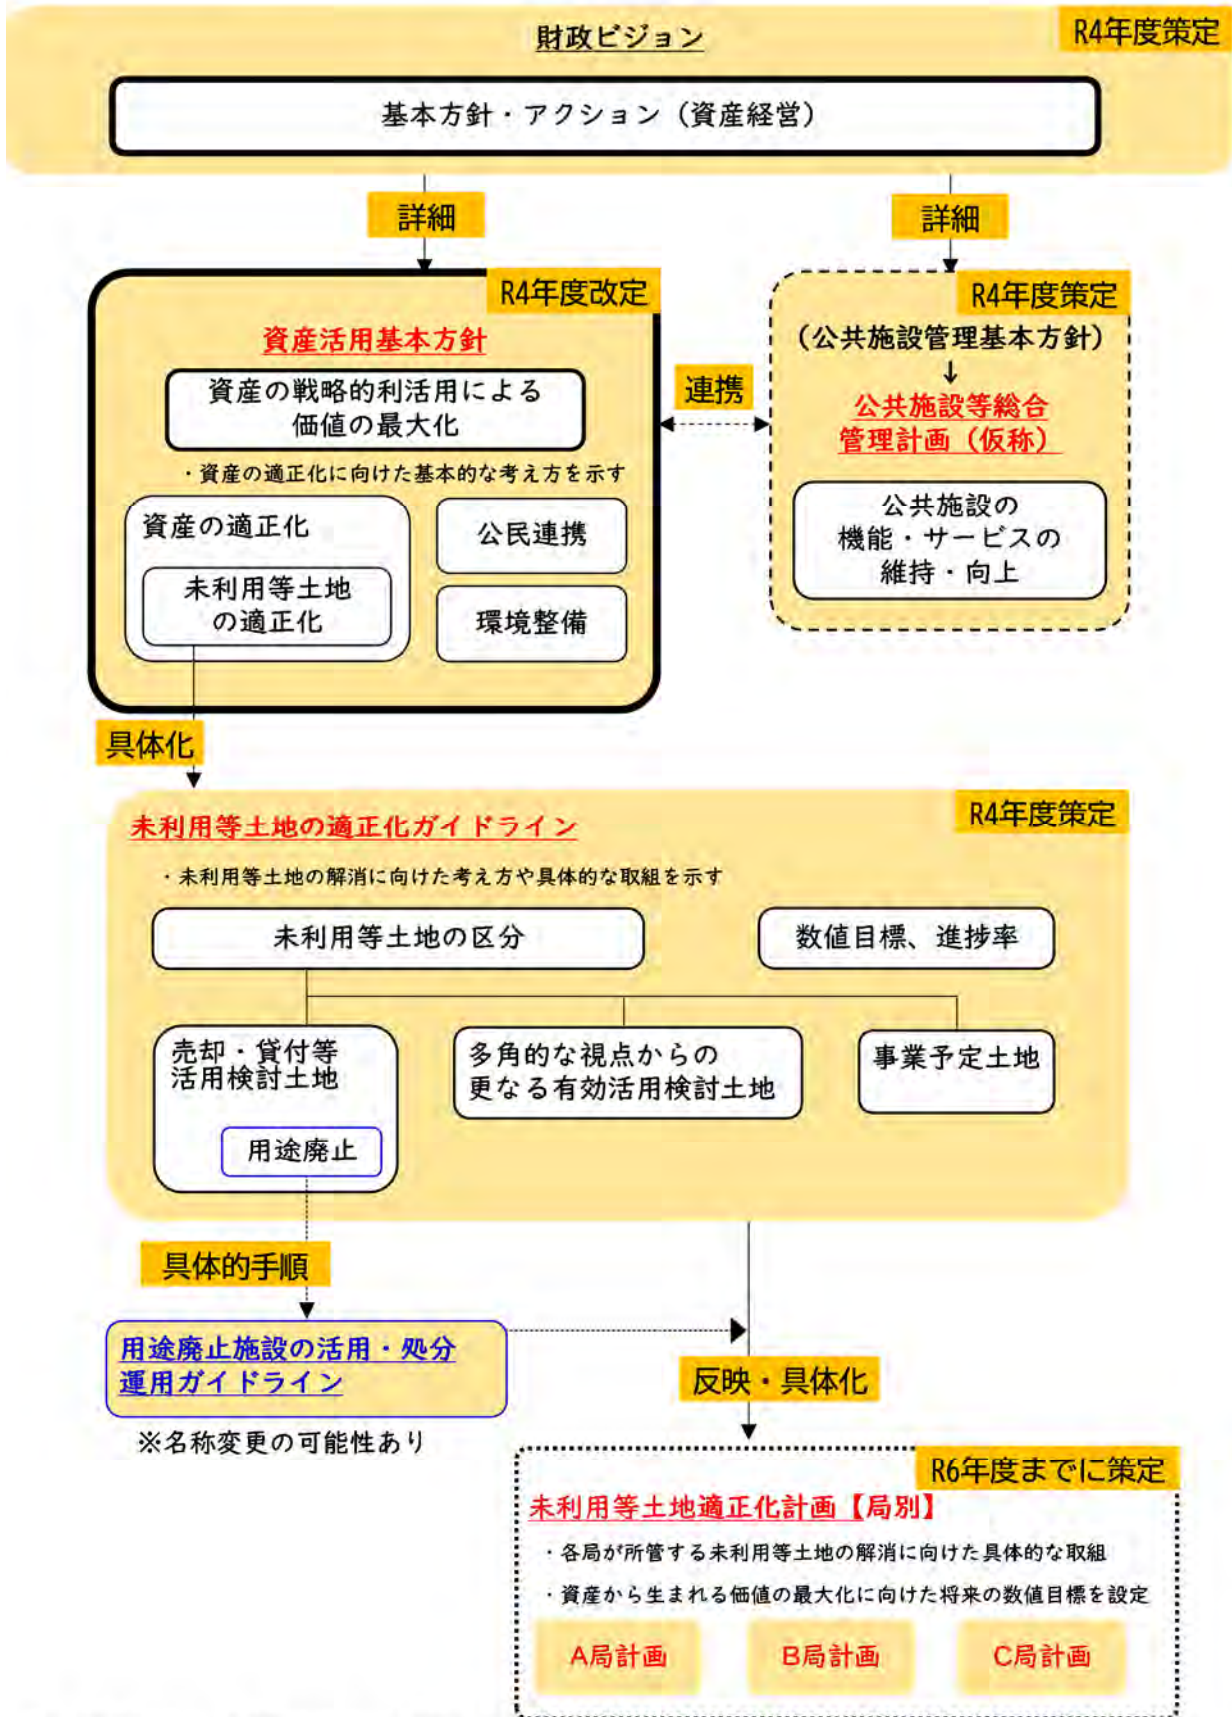 財政ビジョン
R4年度策定
基本方針・アクション（資産経営）
詳細
詳細
R4年度改定
資産活用基本方針
資産の戦略的利活用による
価値の最大化
・資産の適正化に向けた基本的な考え方を示す
資産の適正化
未利用等土地
の適正化
公民連携
環境整備
連携
R4年度策定
（公共施設管理基本方針）
↓
公共施設等総合
管理計画（仮称）
公共施設の
機能・サービスの
維持・向上
具体化
R4年度策定
未利用等土地の適正化ガイドライン
・未利用等土地の解消に向けた考え方や具体的な取組を示す
未利用等土地の区分
数値目標、進捗率
売却・貸付等
活用検討土地
用途廃止
多角的な視点からの
更なる有効活用検討土地
事業予定土地
具体的手順
用途廃止施設の活用・処分
運用ガイドライン
※名称変更の可能性あり
反映・具体化
R6年度までに策定
未利用等土地適正化計画【局別】
・各局が所管する未利用等土地の解消に向けた具体的な取組
・資産から生まれる価値の最大化に向けた将来の数値目標を設定
A局計画
B局計画
C局計画